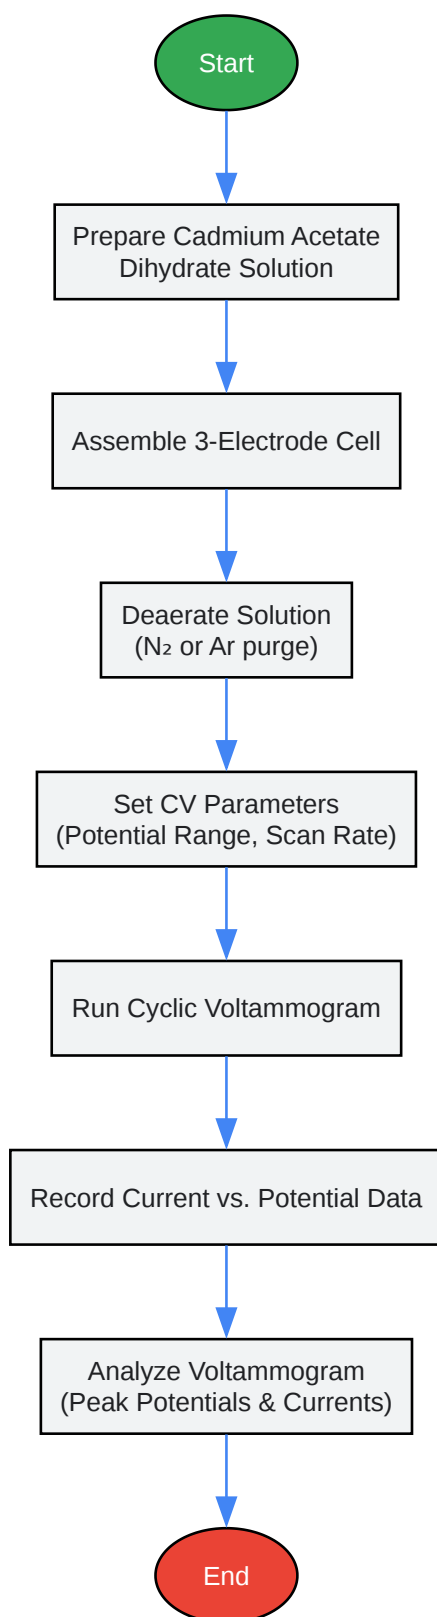 Start
Prepare Cadmium Acetate
Dihydrate Solution
Assemble 3-Electrode Cell
Deaerate Solution
(N₂ or Ar purge)
Set CV Parameters
(Potential Range, Scan Rate)
Run Cyclic Voltammogram
Record Current vs. Potential Data
Analyze Voltammogram
(Peak Potentials & Currents)
End